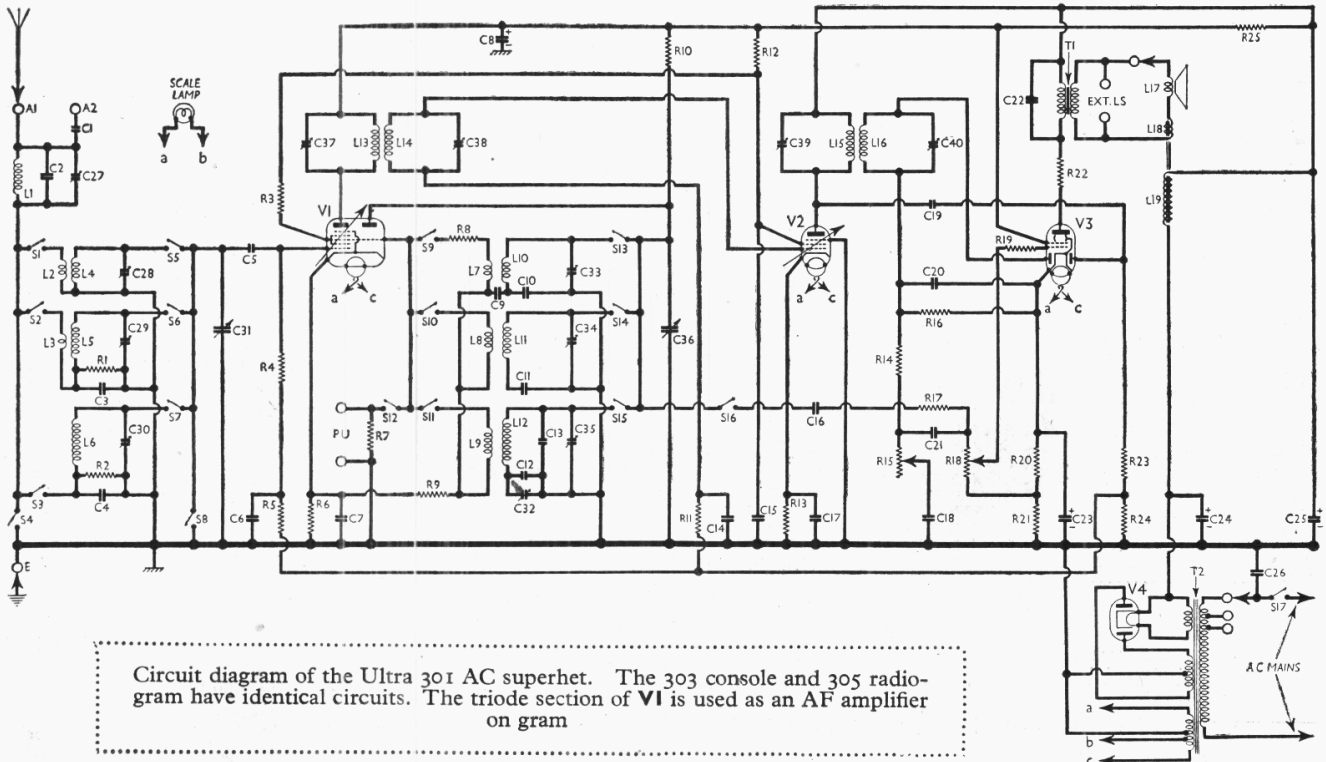 C8
R10
R12
R25
T1
A1
A2
C1
SCALE
LAMP
a b
C22
EXT. LS
L17
L18
C37
L13
L14
C38
C39
L15
L16
C40
L1
C2
C27
R3
R22
V1
V2
C19
V3
L19
R19
S1
L2
L4
C28
S5
C5
S9
R8
L10
L7
C33
S13
C9
C10
a c
a c
C20
a c
S2
L3
L5
C29
S6
C31
S10
L8
L11
C34
S14
C36
R16
R1
C3
R4
C11
R14
S7
PU
S12
S11
S15
S16
C16
R17
L6
C30
R7
L9
L12
C13
C35
C21
R2
C12
R15
R18
R20
R23
S3
C4
R9
C32
S4
S8
C6
R5
R6
C7
R11
C14
C15
R13
C17
C18
R21
C23
R24
C24
C25
E
T2
C26
V4
S17
A.C MAINS
a
b
c
Circuit diagram of the Ultra 301 AC superhet. The 303 console and 305 radio-
gram have identical circuits. The triode section of V1 is used as an AF amplifier
on gram